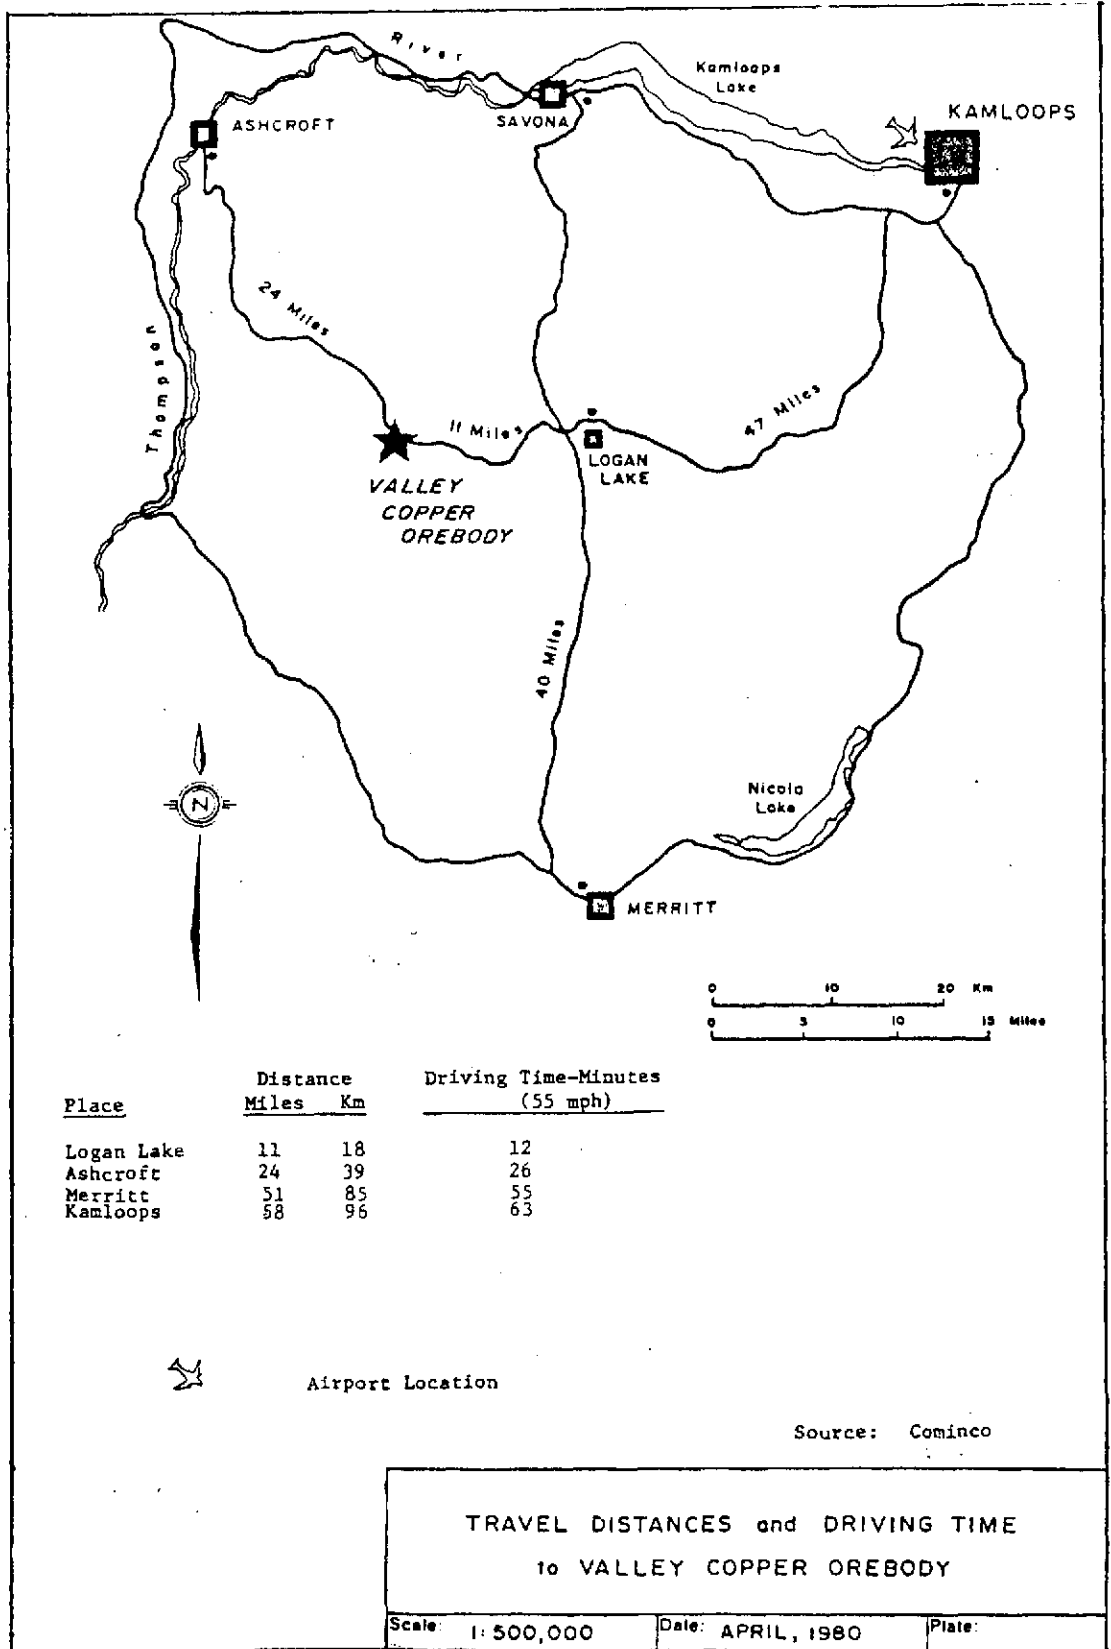 River
Kamloops
Lake
KAMLOOPS
ASHCROFT
SAVONA
24 Miles
Thompson
11 Miles
47 Miles
LOGAN
LAKE
VALLEY
COPPER
OREBODY
40 Miles
N
Nicola
Lake
MERRITT
0 10 20 Km
0 5 10 15 Miles
Distance Driving Time-Minutes
Place Miles Km (55 mph)
Logan Lake 11 18 12
Ashcroft 24 39 26
Merritt 51 85 55
Kamloops 58 96 63
Airport Location
Source: Cominco
TRAVEL DISTANCES and DRIVING TIME
to VALLEY COPPER OREBODY
Scale: 1:500,000 Date: APRIL, 1980 Plate: